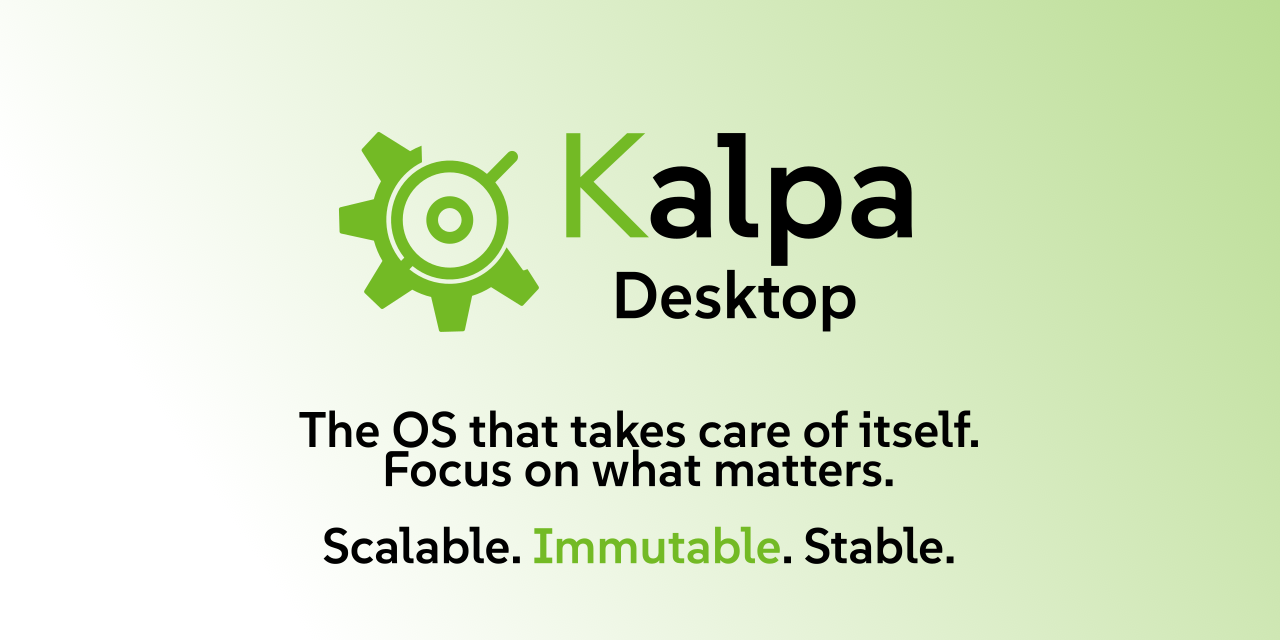 Kalpa
Desktop
The OS that takes care of itself.
Focus on what matters.
Scalable. Immutable. Stable.